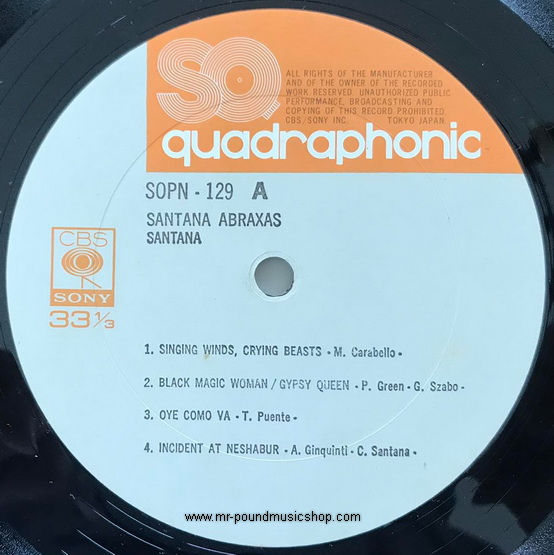 SQ
ALL RIGHTS OF THE MANUFACTURER
AND OF THE OWNER OF THE RECORDED
WORK RESERVED. UNAUTHORIZED PUBLIC
PERFORMANCE, BROADCASTING AND
COPYING OF THIS RECORD PROHIBITED
CBS/SONY INC TOKYO JAPAN
quadraphonic
SOPN - 129 A
SANTANA ABRAXAS
SANTANA
CBS
SONY
33 1/3
1. SINGING WINDS, CRYING BEASTS - M. Carabello -
2. BLACK MAGIC WOMAN / GYPSY QUEEN - P. Green - G. Szabo -
3. OYE COMO VA - T. Puente -
4. INCIDENT AT NESHABUR - A. Ginquinti - C. Santana -
www.mr-poundmusicshop.com